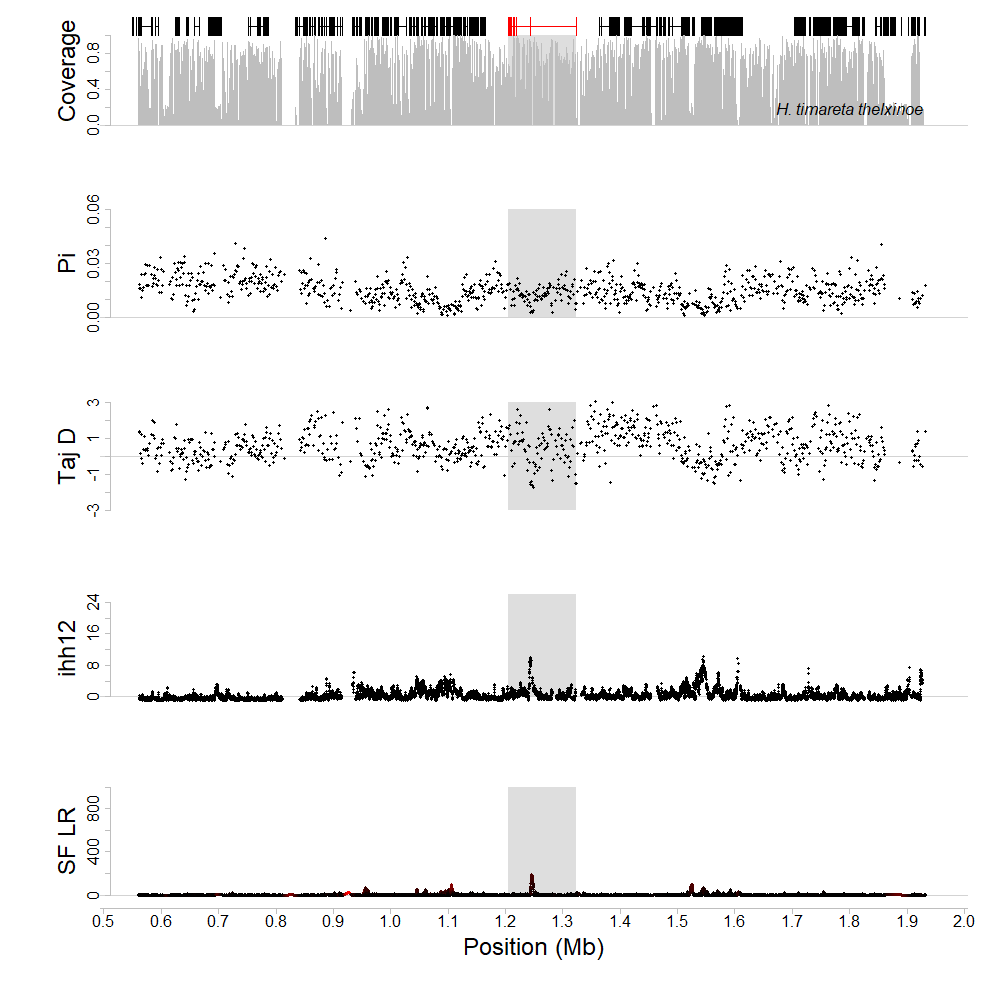 Coverage
0.0 0.4 0.8
H. timareta thelxinoe
Pi
0.00 0.03 0.06
Taj D
-3 -1 1 3
ihh12
0 8 16 24
SF LR
0 400 800
0.5 0.6 0.7 0.8 0.9 1.0 1.1 1.2 1.3 1.4 1.5 1.6 1.7 1.8 1.9 2.0
Position (Mb)